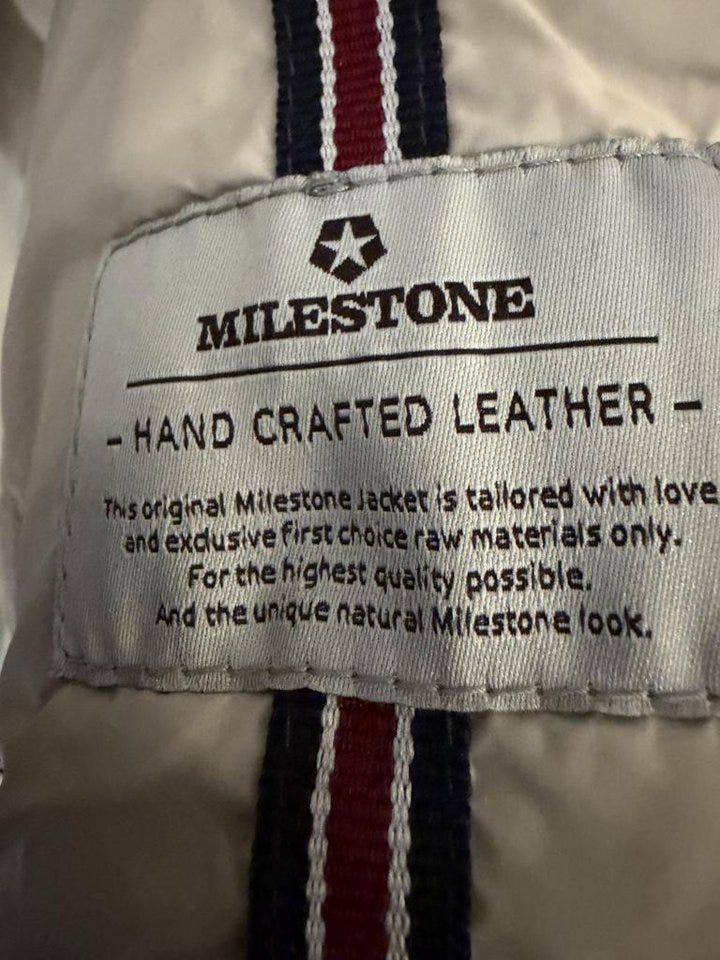 MILESTONE
- HAND CRAFTED LEATHER -
This original Milestone Jacket is tailored with love
and exclusive first choice raw materials only.
For the highest quality possible.
And the unique natural Milestone look.